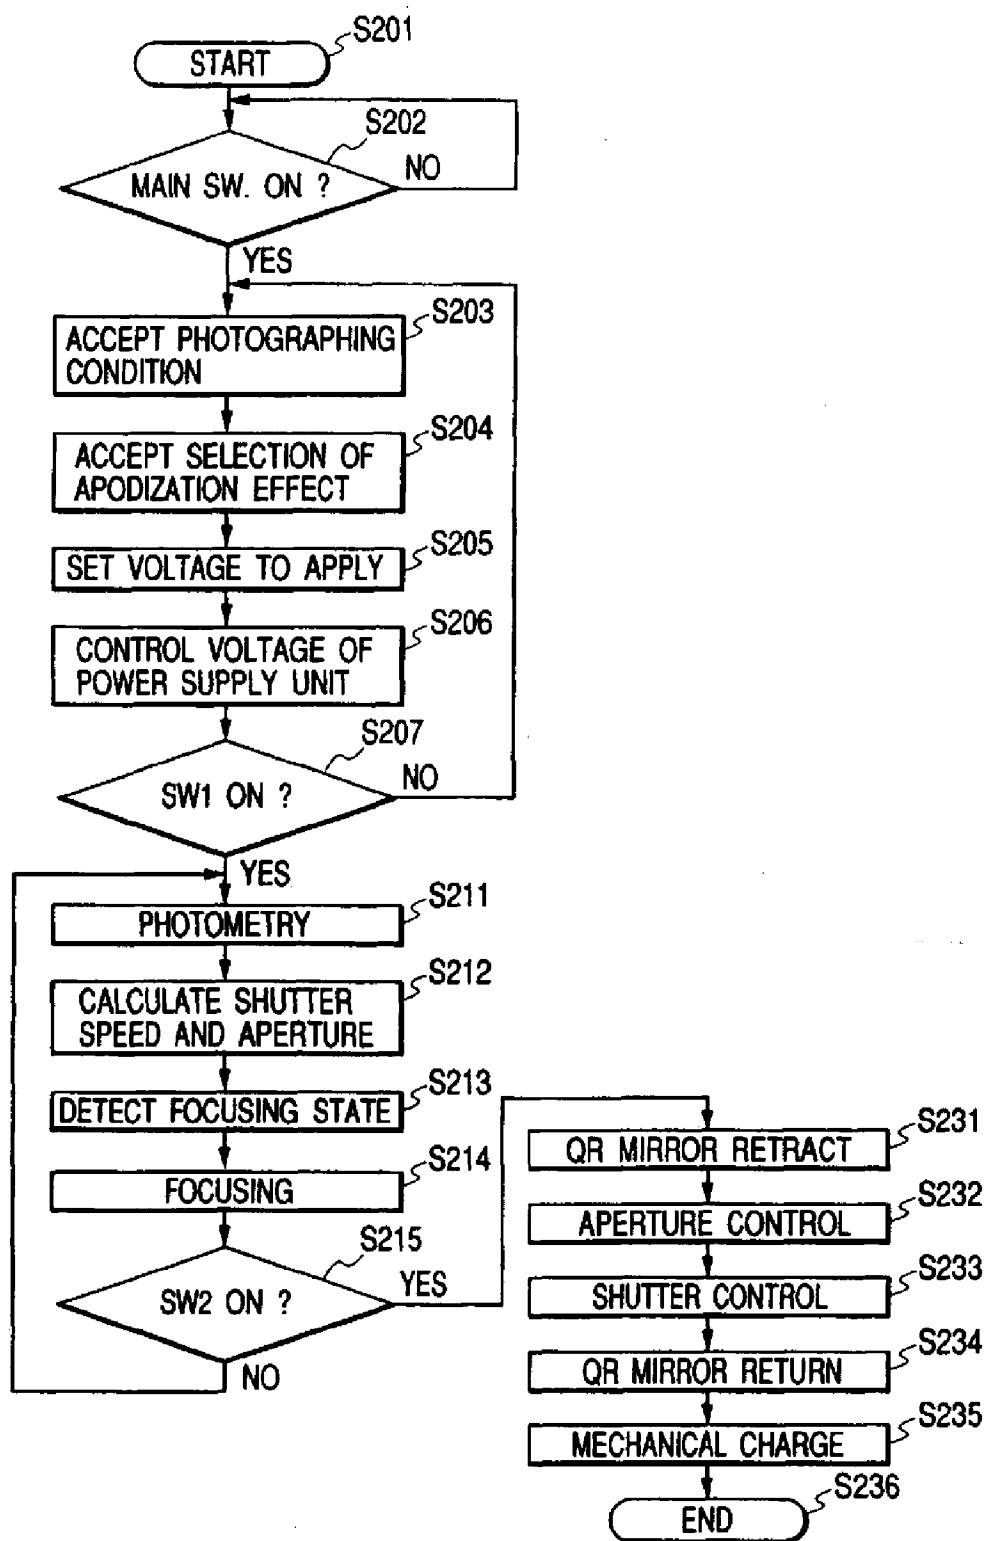 S201
START
S202
MAIN SW. ON ?
NO
YES
S203
ACCEPT PHOTOGRAPHING
CONDITION
S204
ACCEPT SELECTION OF
APODIZATION EFFECT
S205
SET VOLTAGE TO APPLY
S206
CONTROL VOLTAGE OF
POWER SUPPLY UNIT
S207
SW1 ON ?
NO
YES
S211
PHOTOMETRY
S212
CALCULATE SHUTTER
SPEED AND APERTURE
S213
DETECT FOCUSING STATE
S214
FOCUSING
S215
SW2 ON ?
YES
NO
S231
QR MIRROR RETRACT
S232
APERTURE CONTROL
S233
SHUTTER CONTROL
S234
QR MIRROR RETURN
S235
MECHANICAL CHARGE
S236
END